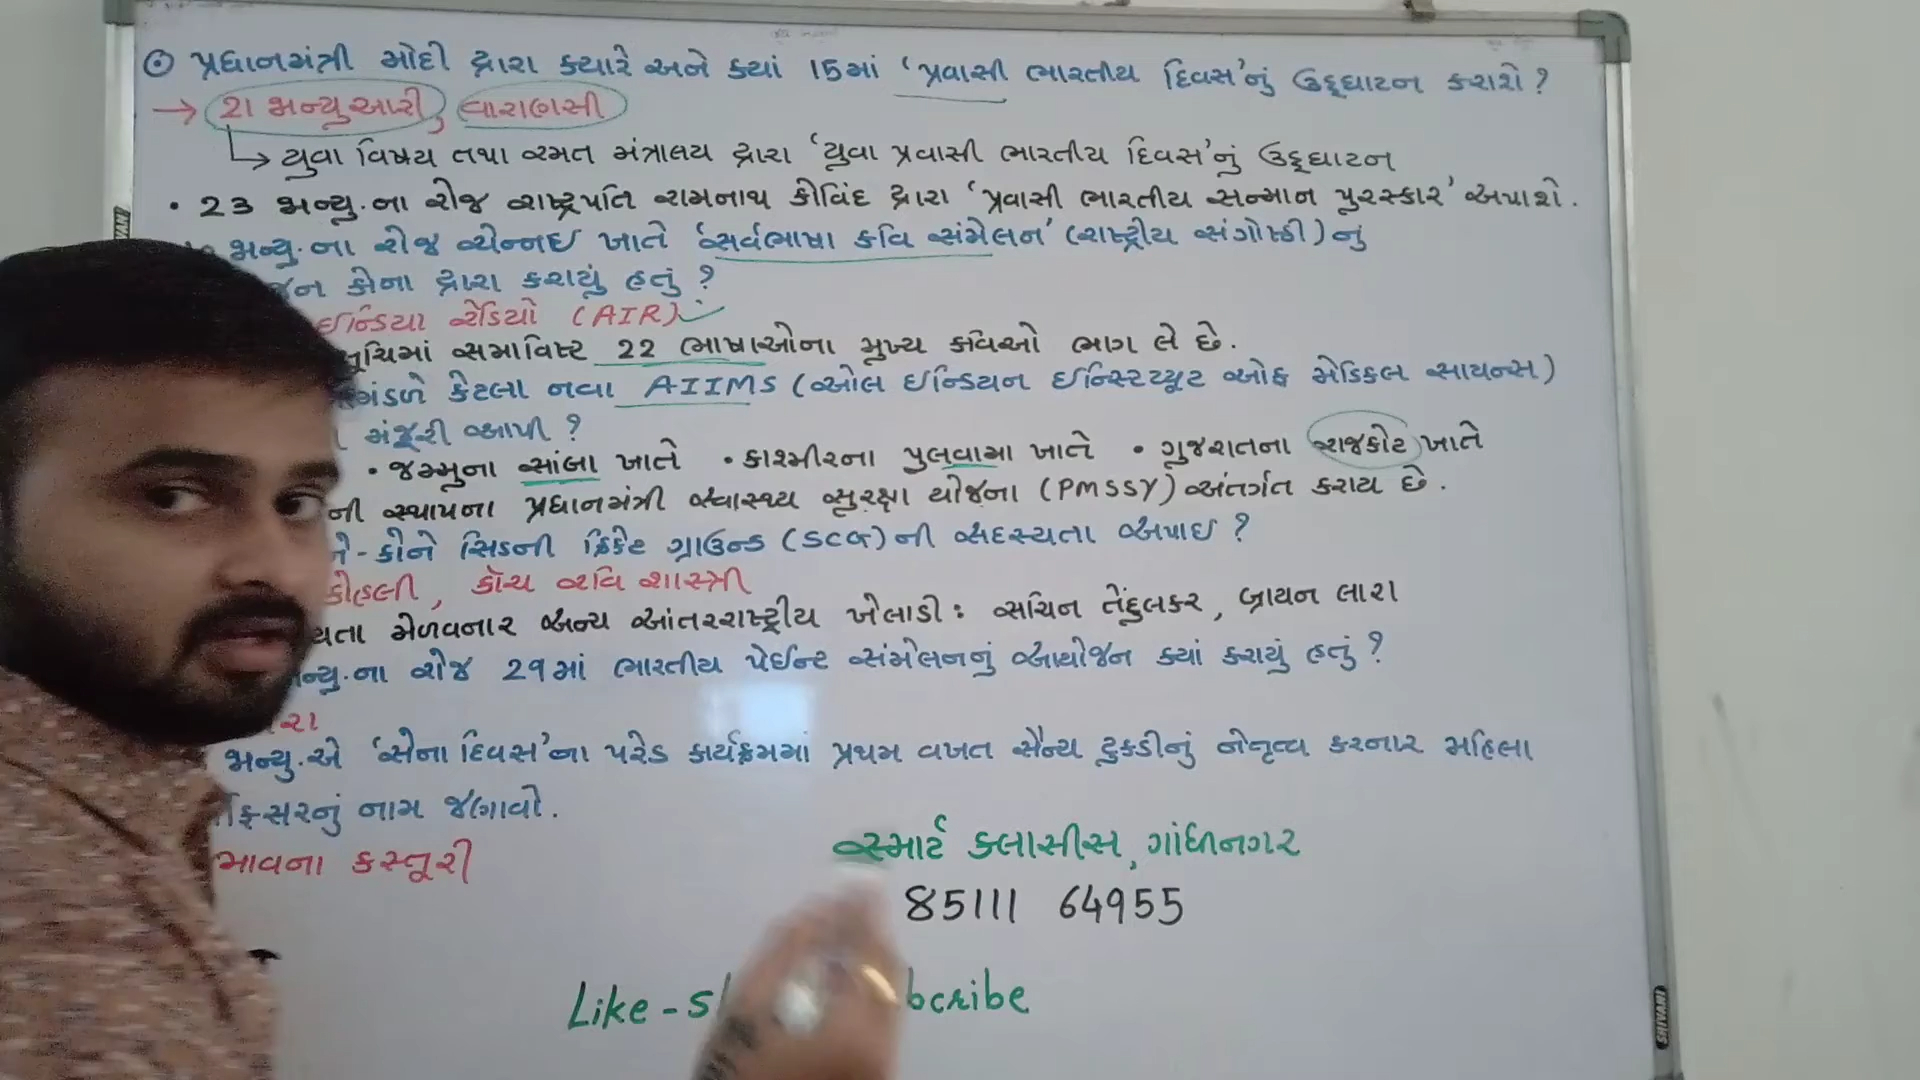 ⊙ પ્રધાનમંત્રી મોદી દ્વારા ક્યારે અને ક્યાં 15માં 'પ્રવાસી ભારતીય દિવસ'નું ઉદ્દઘાટન કરાશે ?
→ 21 જાન્યુઆરી, વારાણસી
↳ યુવા વિષય તથા રમત મંત્રાલય દ્વારા 'યુવા પ્રવાસી ભારતીય દિવસ'નું ઉદ્દઘાટન
• 23 જાન્યુ.ના રોજ રાષ્ટ્રપતિ રામનાથ કોવિંદ દ્વારા 'પ્રવાસી ભારતીય સન્માન પુરસ્કાર' અપાશે.
જાન્યુ.ના રોજ ચેન્નઈ ખાતે 'સર્વભાષા કવિ સંમેલન' (રાષ્ટ્રીય સંગોષ્ઠી)નું
કોના દ્વારા કરાયું હતું ?
ઈન્ડિયા રેડિયો (AIR)
સમાવિષ્ટ 22 ભાષાઓના મુખ્ય કવિઓ ભાગ લે છે.
કેટલા નવા AIIMS (ઓલ ઈન્ડિયન ઈન્સ્ટિટ્યૂટ ઓફ મેડિકલ સાયન્સ)
મંજૂરી આપી ?
• જમ્મુના સાંબા ખાતે • કાશ્મીરના પુલવામા ખાતે • ગુજરાતના રાજકોટ ખાતે
ની સ્થાપના પ્રધાનમંત્રી સ્વાસ્થ્ય સુરક્ષા યોજના (PMSSY) અંતર્ગત કરાય છે.
-કોને સિડની ક્રિકેટ ગ્રાઉન્ડ (SCG)ની સદસ્યતા અપાઈ ?
કોહલી, કૉચ રવિ શાસ્ત્રી
મેળવનાર અન્ય આંતરરાષ્ટ્રીય ખેલાડી : સચિન તેંદુલકર, બ્રાયન લારા
ના રોજ 29માં ભારતીય પેઈન્ટ સંમેલનનું આયોજન ક્યાં કરાયું હતું ?
જાન્યુ.એ 'સેના દિવસ'ના પરેડ કાર્યક્રમમાં પ્રથમ વખત સૈન્ય ટુકડીનું નેતૃત્વ કરનાર મહિલા
નામ જણાવો.
ભાવના કસ્તૂરી
સ્માર્ટ ક્લાસીસ, ગાંધીનગર
85111 64955
Like -